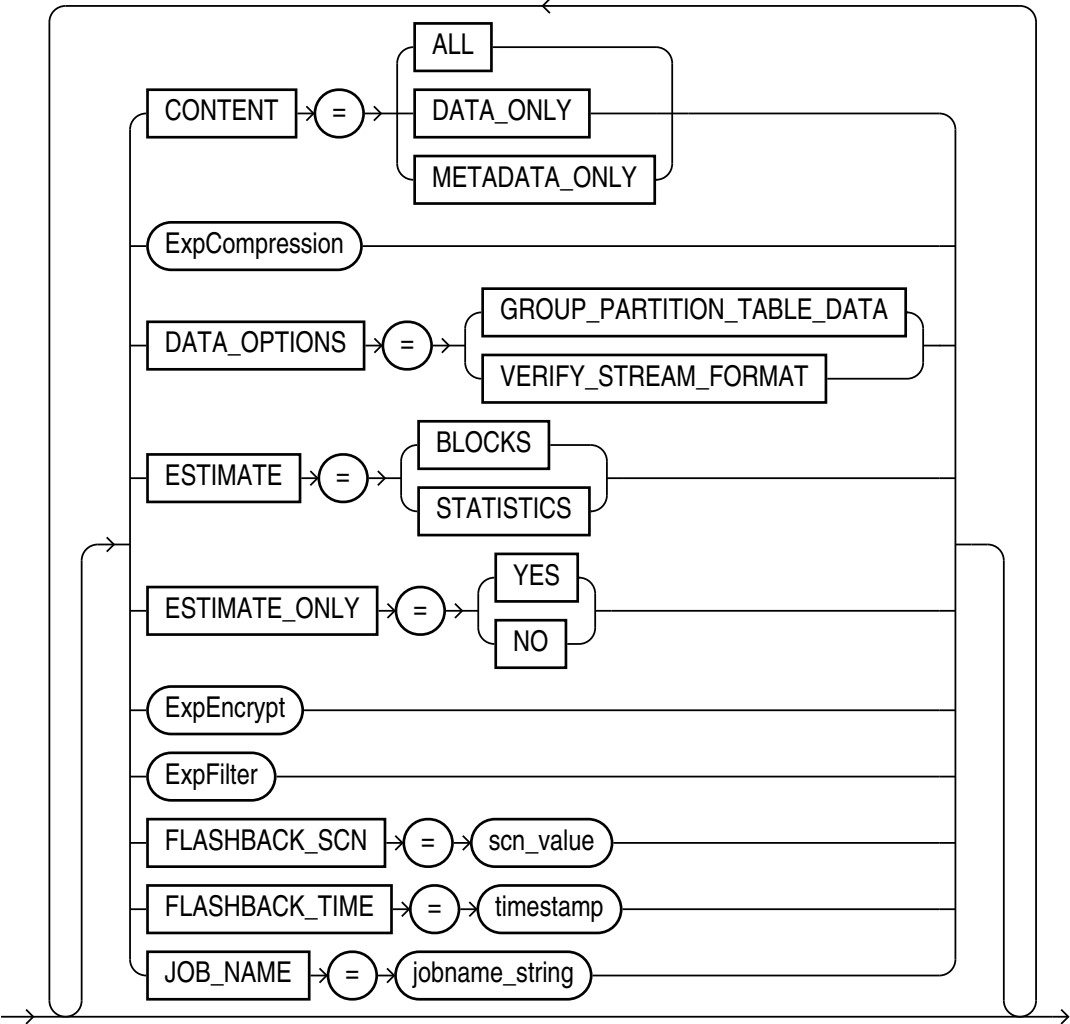 ALL
CONTENT = DATA_ONLY
METADATA_ONLY
ExpCompression
GROUP_PARTITION_TABLE_DATA
DATA_OPTIONS =
VERIFY_STREAM_FORMAT
BLOCKS
ESTIMATE =
STATISTICS
YES
ESTIMATE_ONLY =
NO
ExpEncrypt
ExpFilter
FLASHBACK_SCN = scn_value
FLASHBACK_TIME = timestamp
JOB_NAME = jobname_string